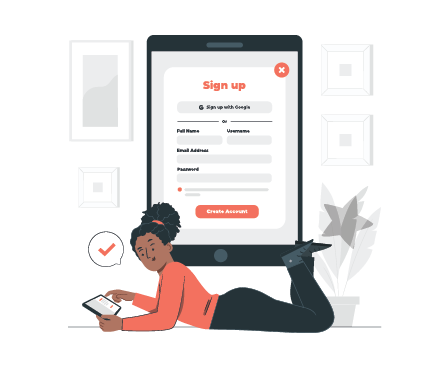 Sign up
Sign up with Google
Or
Full Name Username
Email Address
Password
Create Account